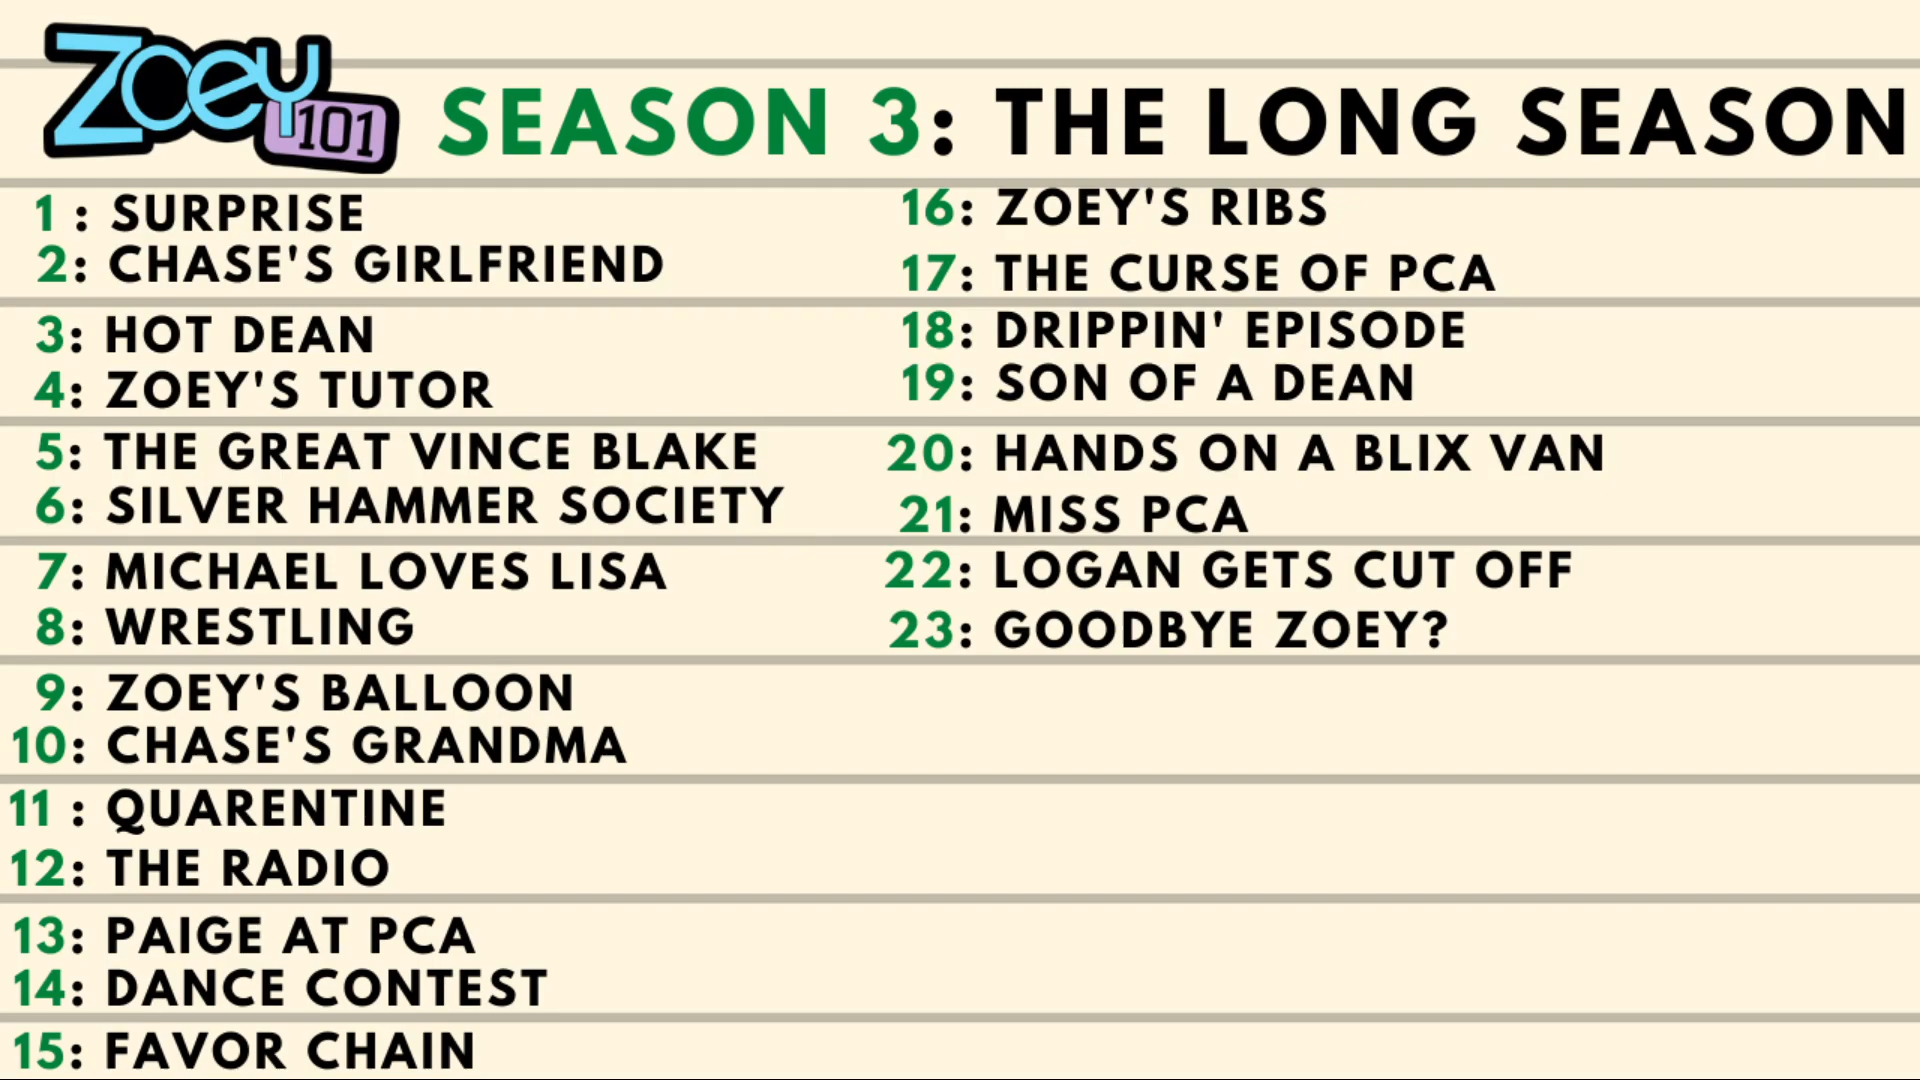 Zoey 101
SEASON 3: THE LONG SEASON
1 : SURPRISE
2: CHASE'S GIRLFRIEND
3: HOT DEAN
4: ZOEY'S TUTOR
5: THE GREAT VINCE BLAKE
6: SILVER HAMMER SOCIETY
7: MICHAEL LOVES LISA
8: WRESTLING
9: ZOEY'S BALLOON
10: CHASE'S GRANDMA
11 : QUARENTINE
12: THE RADIO
13: PAIGE AT PCA
14: DANCE CONTEST
15: FAVOR CHAIN
16: ZOEY'S RIBS
17: THE CURSE OF PCA
18: DRIPPIN' EPISODE
19: SON OF A DEAN
20: HANDS ON A BLIX VAN
21: MISS PCA
22: LOGAN GETS CUT OFF
23: GOODBYE ZOEY?